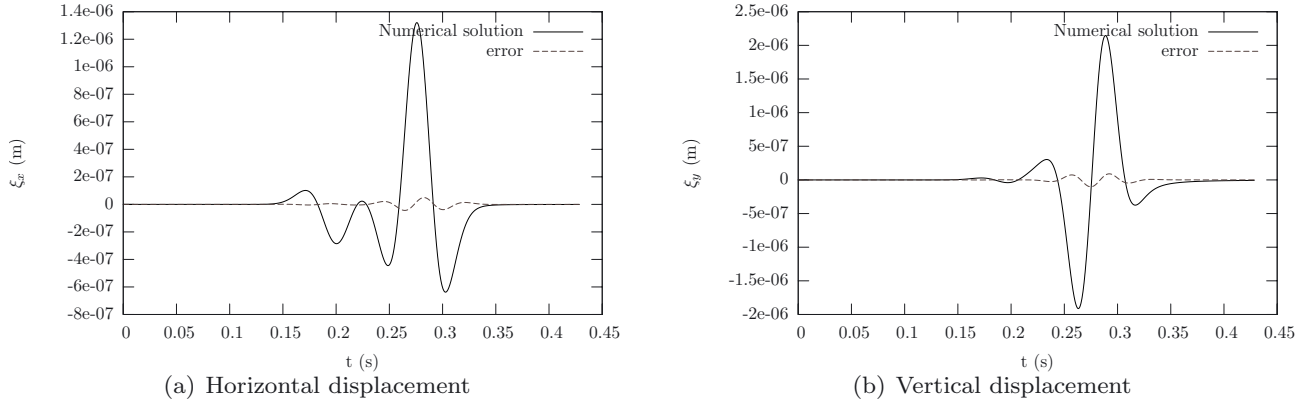 1.4e-06
1.2e-06
1e-06
8e-07
6e-07
4e-07
2e-07
0
-2e-07
-4e-07
-6e-07
-8e-07
ξx (m)
Numerical solution
error
0 0.05 0.1 0.15 0.2 0.25 0.3 0.35 0.4 0.45
t (s)
(a) Horizontal displacement
2.5e-06
2e-06
1.5e-06
1e-06
5e-07
0
-5e-07
-1e-06
-1.5e-06
-2e-06
ξy (m)
Numerical solution
error
0 0.05 0.1 0.15 0.2 0.25 0.3 0.35 0.4 0.45
t (s)
(b) Vertical displacement